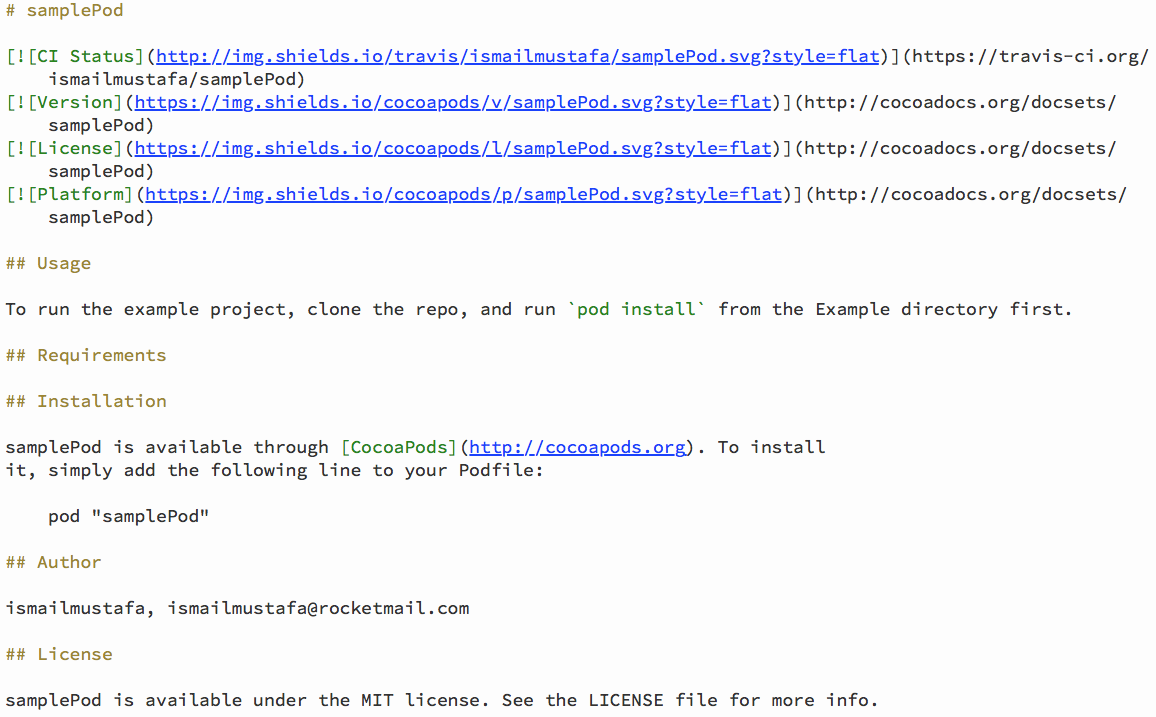 # samplePod
[![CI Status](http://img.shields.io/travis/ismailmustafa/samplePod.svg?style=flat)](https://travis-ci.org/
ismailmustafa/samplePod)
[![Version](https://img.shields.io/cocoapods/v/samplePod.svg?style=flat)](http://cocoadocs.org/docsets/
samplePod)
[![License](https://img.shields.io/cocoapods/l/samplePod.svg?style=flat)](http://cocoadocs.org/docsets/
samplePod)
[![Platform](https://img.shields.io/cocoapods/p/samplePod.svg?style=flat)](http://cocoadocs.org/docsets/
samplePod)
## Usage
To run the example project, clone the repo, and run `pod install` from the Example directory first.
## Requirements
## Installation
samplePod is available through [CocoaPods](http://cocoapods.org). To install
it, simply add the following line to your Podfile:
pod "samplePod"
## Author
ismailmustafa, ismailmustafa@rocketmail.com
## License
samplePod is available under the MIT license. See the LICENSE file for more info.